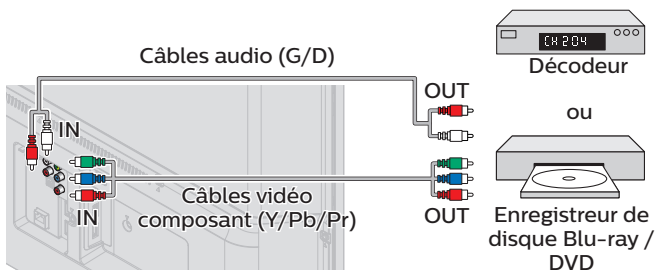 Câbles audio (G/D)
CH 204
Décodeur
OUT
ou
IN
IN
Câbles vidéo
composant (Y/Pb/Pr)
OUT
Enregistreur de
disque Blu-ray /
DVD